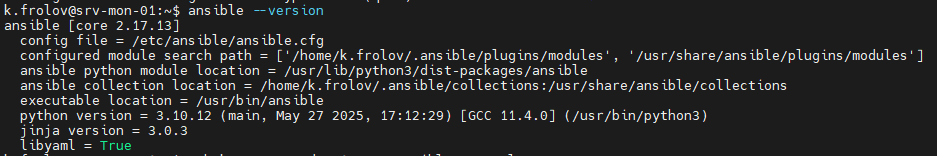 k.frolov@srv-mon-01:~$ ansible --version
ansible [core 2.17.13]
  config file = /etc/ansible/ansible.cfg
  configured module search path = ['/home/k.frolov/.ansible/plugins/modules', '/usr/share/ansible/plugins/modules']
  ansible python module location = /usr/lib/python3/dist-packages/ansible
  ansible collection location = /home/k.frolov/.ansible/collections:/usr/share/ansible/collections
  executable location = /usr/bin/ansible
  python version = 3.10.12 (main, May 27 2025, 17:12:29) [GCC 11.4.0] (/usr/bin/python3)
  jinja version = 3.0.3
  libyaml = True